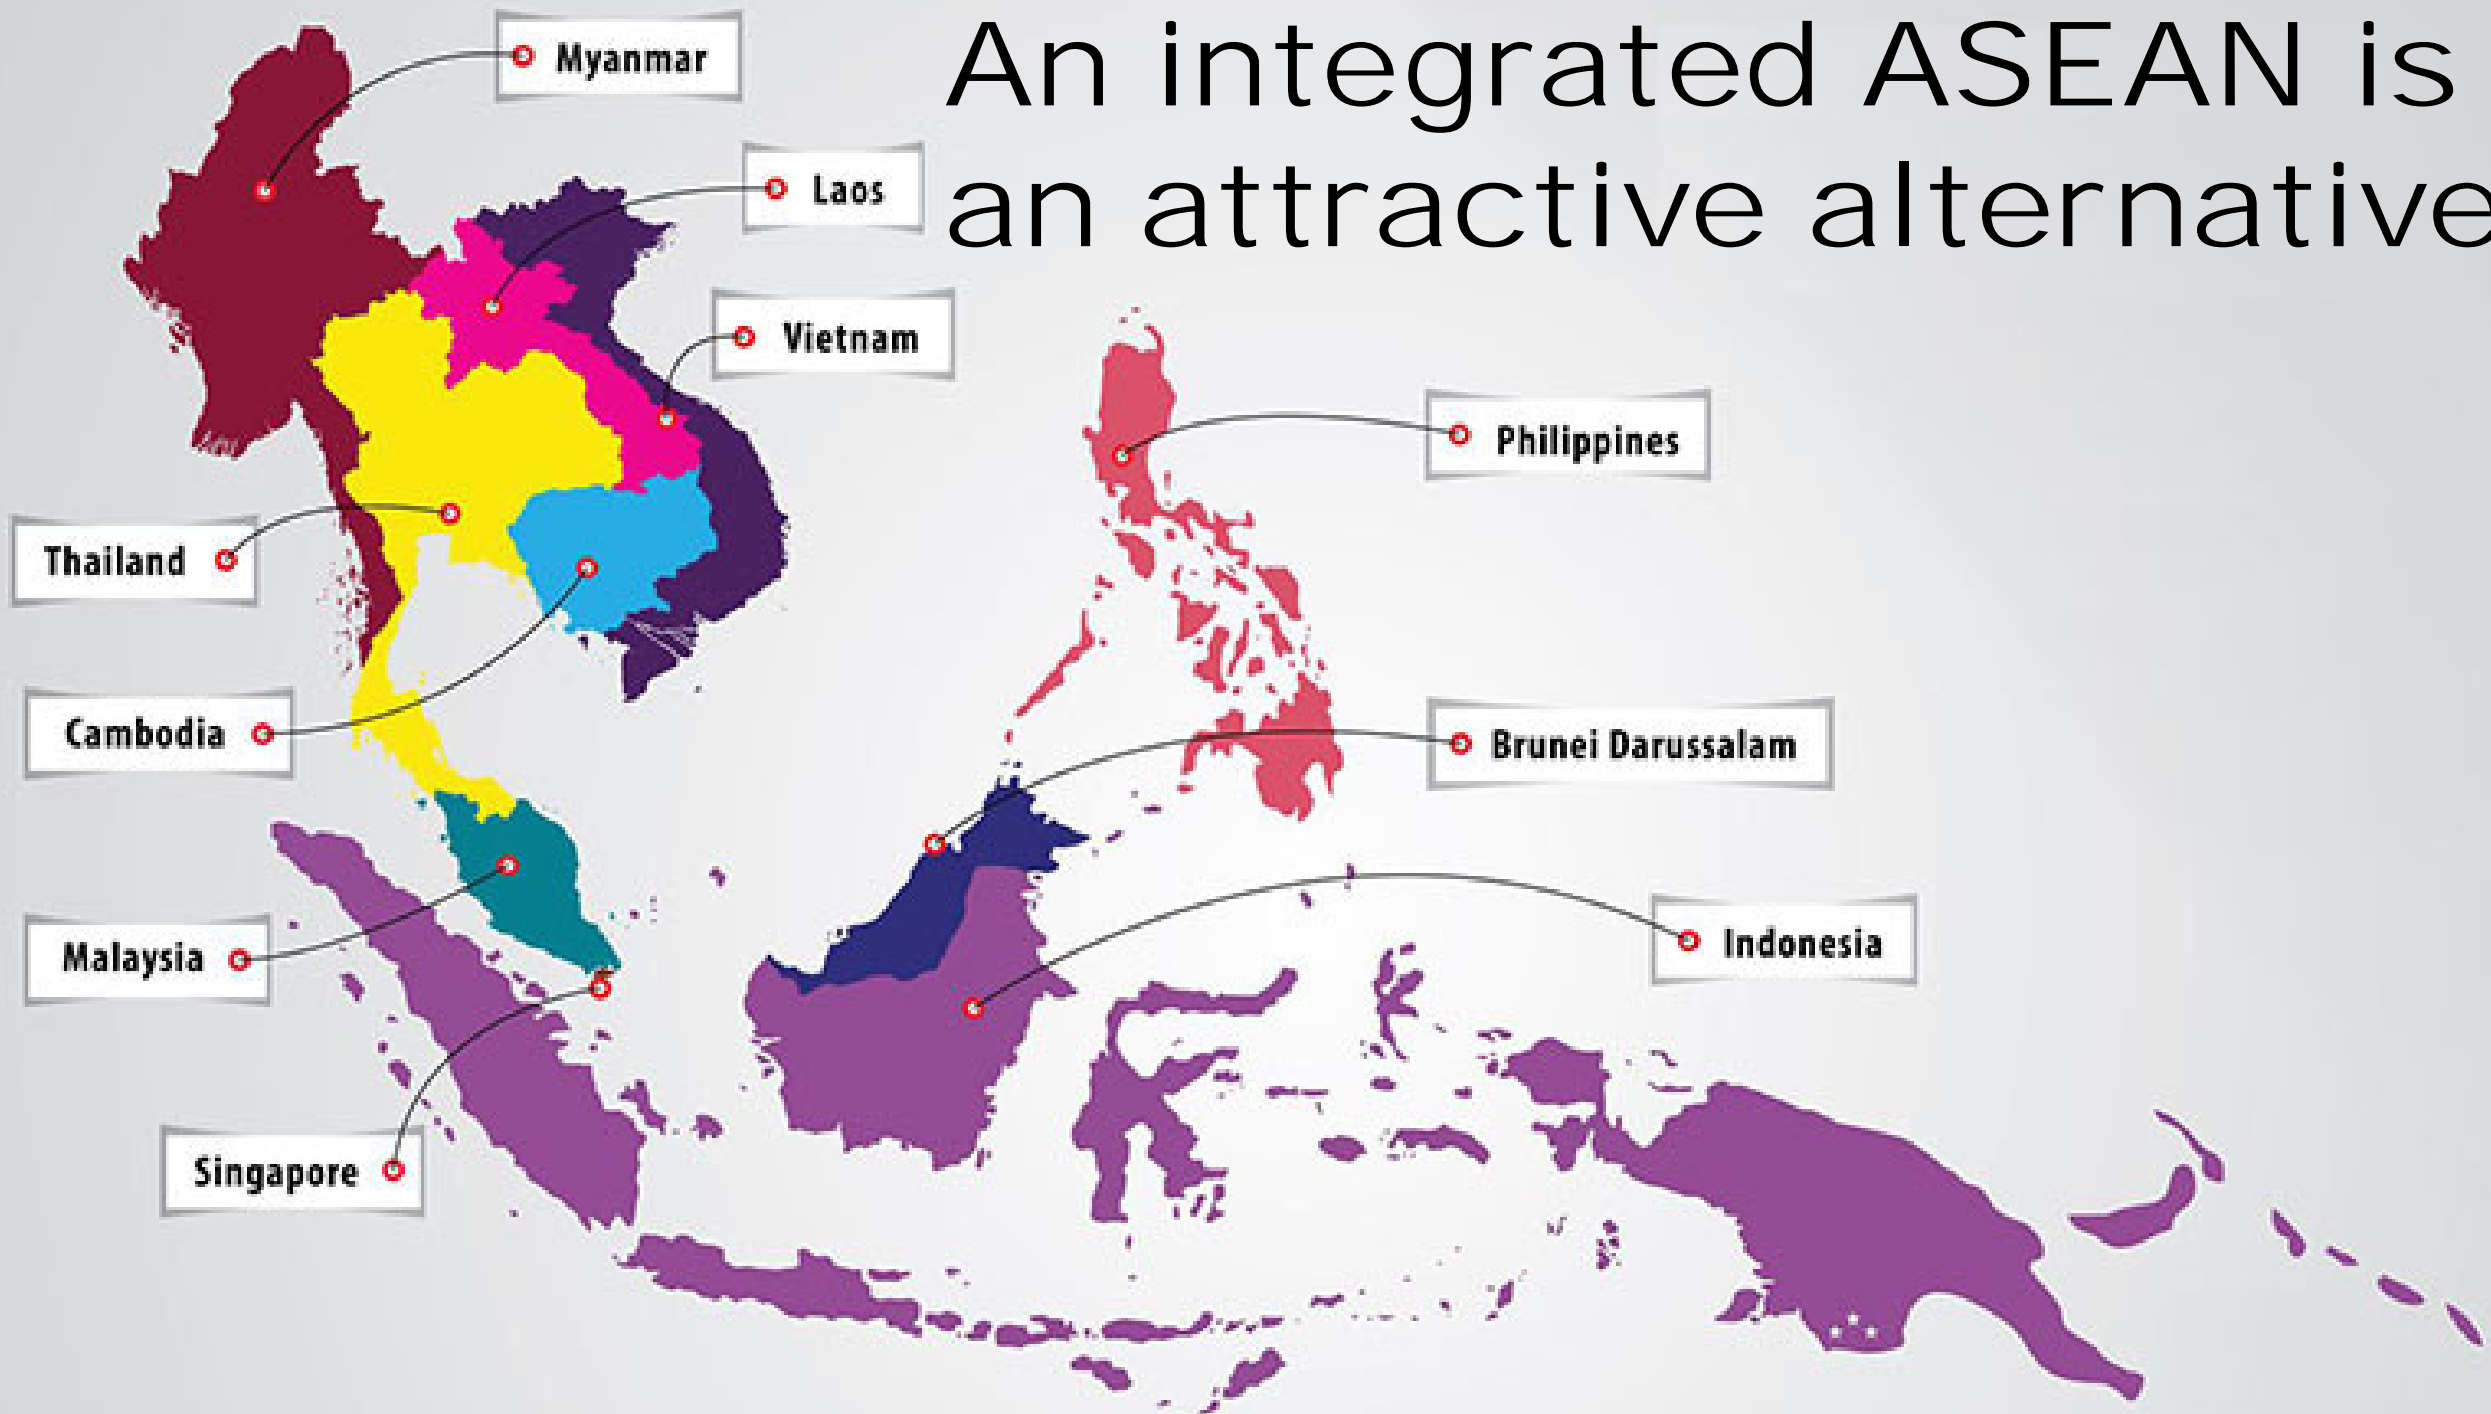 An integrated ASEAN is
an attractive alternative
Myanmar
Laos
Vietnam
Philippines
Thailand
Cambodia
Brunei Darussalam
Malaysia
Indonesia
Singapore